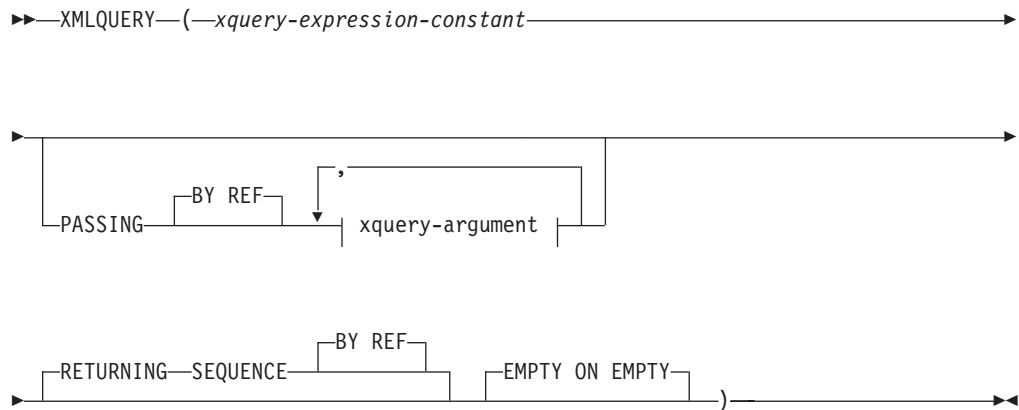 XMLQUERY ( xquery-expression-constant
,
BY REF
PASSING xquery-argument
BY REF
RETURNING SEQUENCE EMPTY ON EMPTY
)